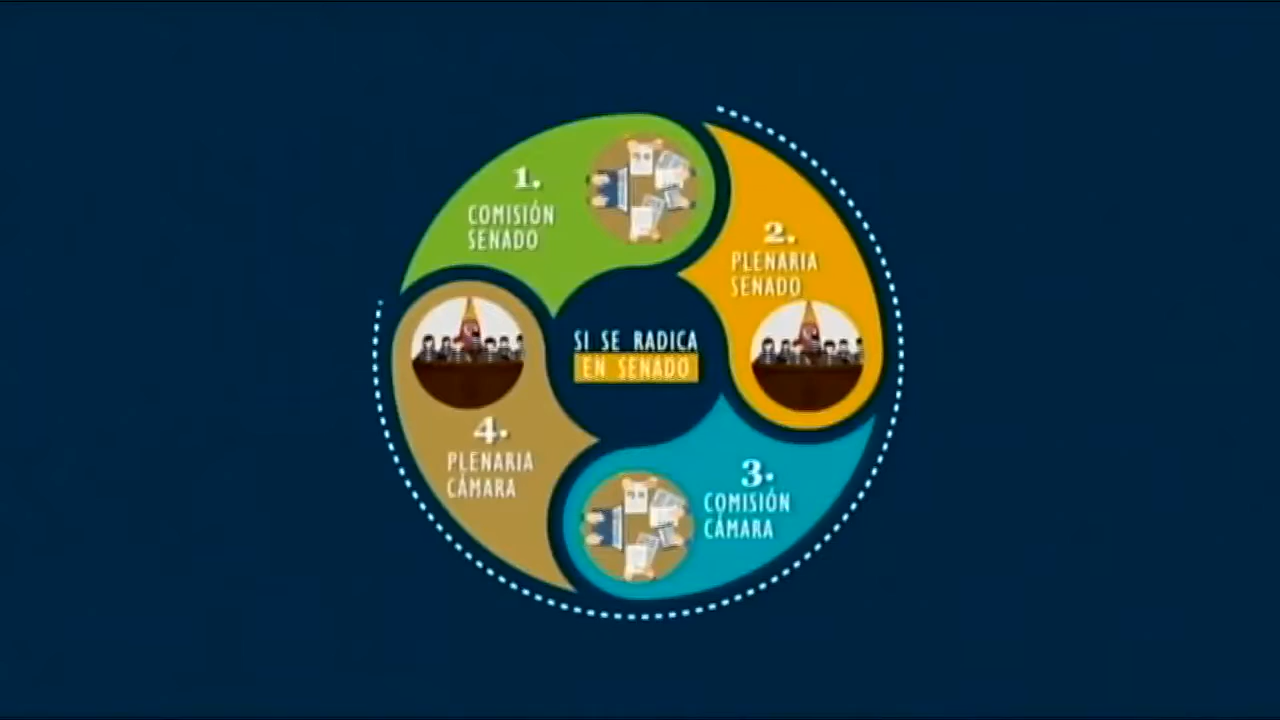 1.
COMISIÓN
SENADO
2.
PLENARIA
SENADO
SI SE RADICA
EN SENADO
3.
COMISIÓN
CÁMARA
4.
PLENARIA
CÁMARA